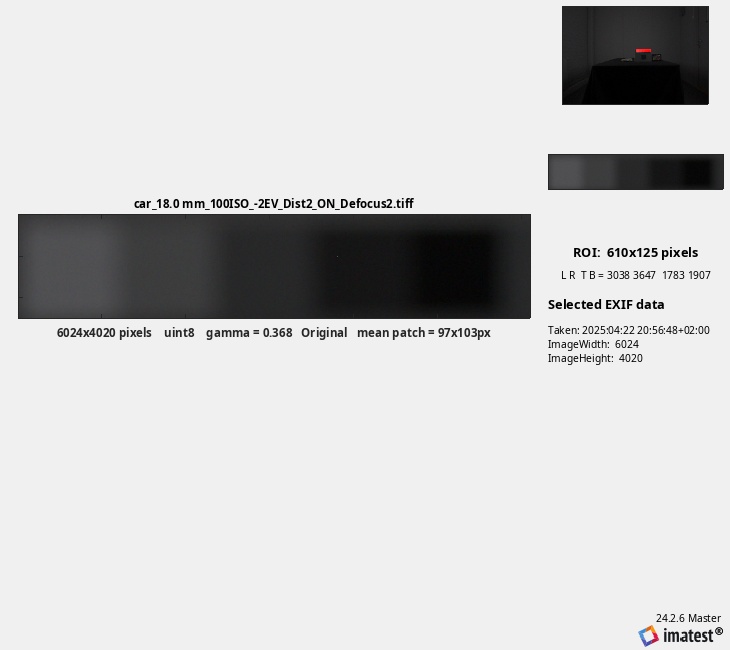 car_18.0 mm_100ISO_-2EV_Dist2_ON_Defocus2.tiff
6024x4020 pixels uint8 gamma = 0.368 Original mean patch = 97x103px
ROI: 610x125 pixels
L R T B = 3038 3647 1783 1907
Selected EXIF data
Taken: 2025:04:22 20:56:48+02:00
ImageWidth: 6024
ImageHeight: 4020
24.2.6 Master
imatest®